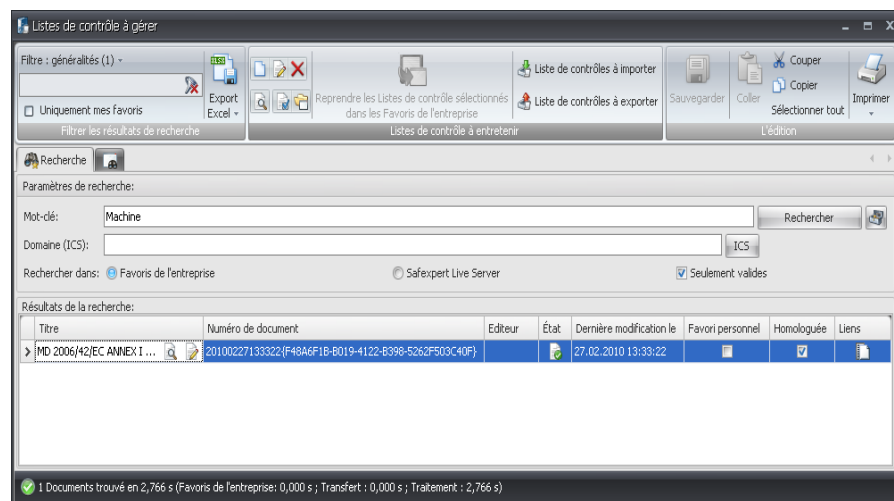 Listes de contrôle à gérer
Filtre : généralités (1)
Uniquement mes favoris
Filtrer les résultats de recherche
Export Excel
Reprendre les Listes de contrôle sélectionnés
dans les Favoris de l'entreprise
Liste de contrôles à importer
Liste de contrôles à exporter
Listes de contrôle à entretenir
Sauvegarder
Coller
Couper
Copier
Sélectionner tout
Imprimer
L'édition
Recherche
Paramètres de recherche:
Mot-clé: Machine Rechercher
Domaine (ICS): ICS
Rechercher dans: Favoris de l'entreprise Safexpert Live Server Seulement valides
Résultats de la recherche:
Titre Numéro de document Editeur État Dernière modification le Favori personnel Homologuée Liens
MD 2006/42/EC ANNEX I ... 20100227133322{F48A6F1B-B019-4122-B398-5262F503C40F} 27.02.2010 13:33:22
1 Documents trouvé en 2,766 s (Favoris de l'entreprise: 0,000 s ; Transfert : 0,000 s ; Traitement : 2,766 s)